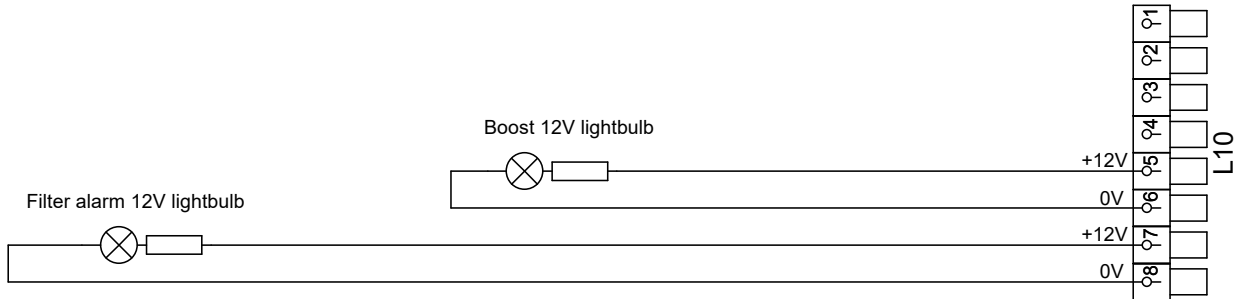 1
2
3
4
Boost 12V lightbulb
+12V 5
L10
0V 6
Filter alarm 12V lightbulb
+12V 7
0V 8